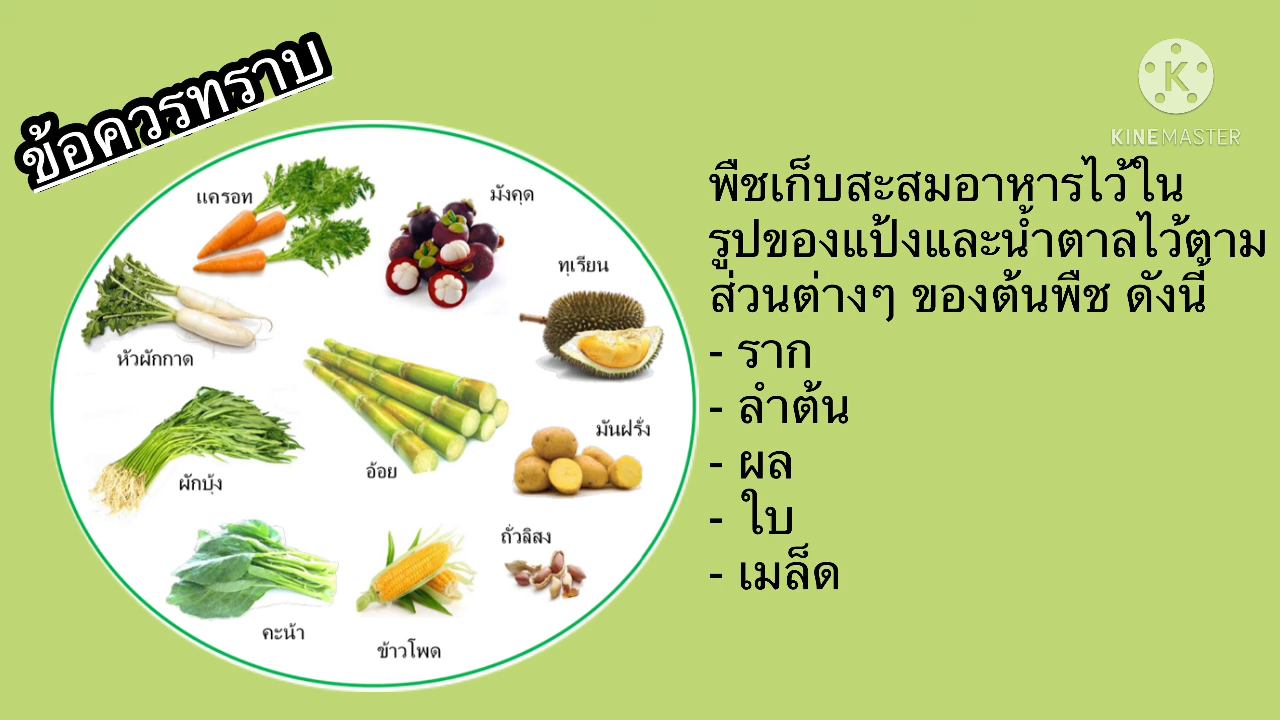 ข้อควรทราบ
KINEMASTER
แครอท
มังคุด
ทุเรียน
หัวผักกาด
อ้อย
มันฝรั่ง
ผักบุ้ง
ถั่วลิสง
คะน้า
ข้าวโพด
พืชเก็บสะสมอาหารไว้ใน
รูปของแป้งและน้ำตาลไว้ตาม
ส่วนต่างๆ ของต้นพืช ดังนี้
- ราก
- ลำต้น
- ผล
- ใบ
- เมล็ด